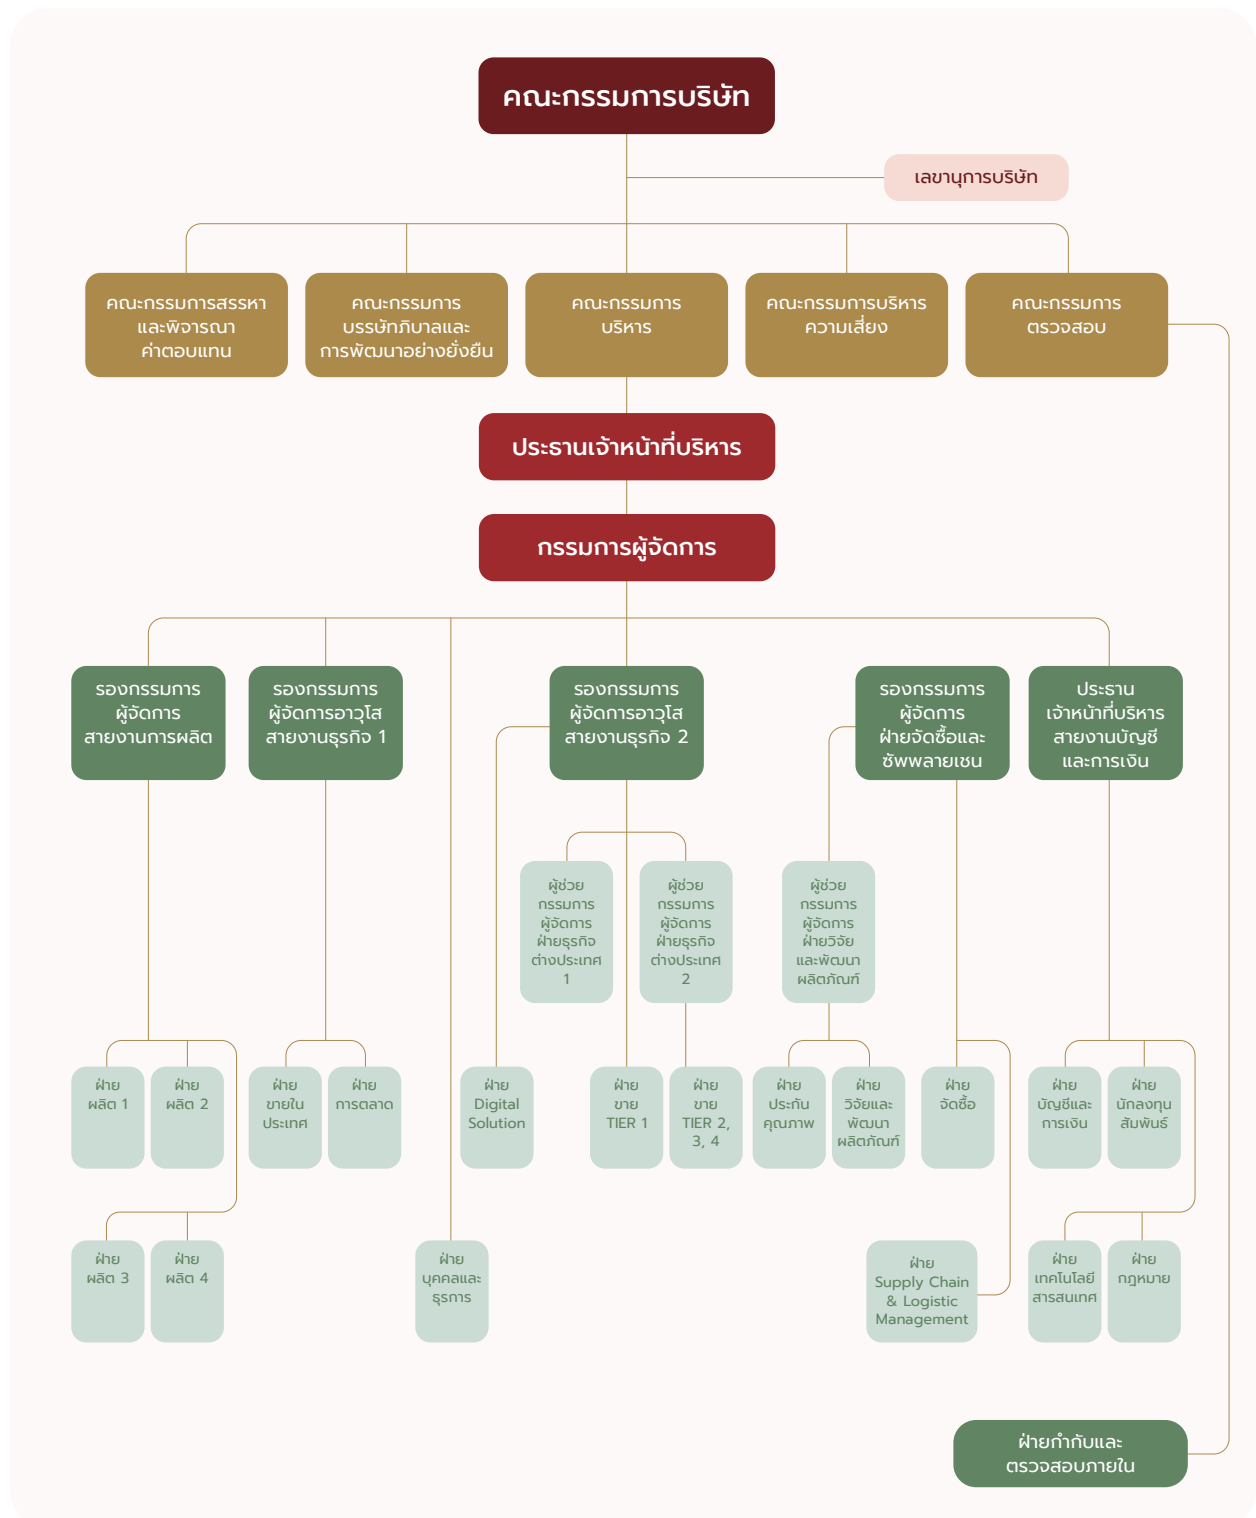 คณะกรรมการบริษัท
เลขานุการบริษัท
คณะกรรมการสรรหา
และพิจารณา
ค่าตอบแทน
คณะกรรมการ
บรรษัทภิบาลและ
การพัฒนาอย่างยั่งยืน
คณะกรรมการ
บริหาร
คณะกรรมการบริหาร
ความเสี่ยง
คณะกรรมการ
ตรวจสอบ
ประธานเจ้าหน้าที่บริหาร
กรรมการผู้จัดการ
รองกรรมการ
ผู้จัดการ
สายงานการผลิต
รองกรรมการ
ผู้จัดการอาวุโส
สายงานธุรกิจ 1
รองกรรมการ
ผู้จัดการอาวุโส
สายงานธุรกิจ 2
รองกรรมการ
ผู้จัดการ
ฝ่ายจัดซื้อและ
ซัพพลายเชน
ประธาน
เจ้าหน้าที่บริหาร
สายงานบัญชี
และการเงิน
ผู้ช่วย
กรรมการ
ผู้จัดการ
ฝ่ายธุรกิจ
ต่างประเทศ
1
ผู้ช่วย
กรรมการ
ผู้จัดการ
ฝ่ายธุรกิจ
ต่างประเทศ
2
ผู้ช่วย
กรรมการ
ผู้จัดการ
ฝ่ายวิจัย
และพัฒนา
ผลิตภัณฑ์
ฝ่าย
ผลิต 1
ฝ่าย
ผลิต 2
ฝ่าย
ขายใน
ประเทศ
ฝ่าย
การตลาด
ฝ่าย
Digital
Solution
ฝ่าย
ขาย
TIER 1
ฝ่าย
ขาย
TIER 2,
3, 4
ฝ่าย
ประกัน
คุณภาพ
ฝ่าย
วิจัยและ
พัฒนา
ผลิตภัณฑ์
ฝ่าย
จัดซื้อ
ฝ่าย
บัญชีและ
การเงิน
ฝ่าย
นักลงทุน
สัมพันธ์
ฝ่าย
ผลิต 3
ฝ่าย
ผลิต 4
ฝ่าย
บุคคลและ
ธุรการ
ฝ่าย
Supply Chain
& Logistic
Management
ฝ่าย
เทคโนโลยี
สารสนเทศ
ฝ่าย
กฎหมาย
ฝ่ายกำกับและ
ตรวจสอบภายใน